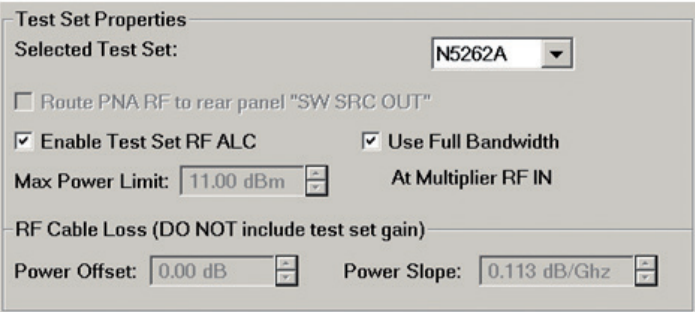 Test Set Properties
Selected Test Set: N5262A
Route PNA RF to rear panel "SW SRC OUT"
Enable Test Set RF ALC Use Full Bandwidth
Max Power Limit: 11.00 dBm At Multiplier RF IN
RF Cable Loss (DO NOT include test set gain)
Power Offset: 0.00 dB Power Slope: 0.113 dB/Ghz